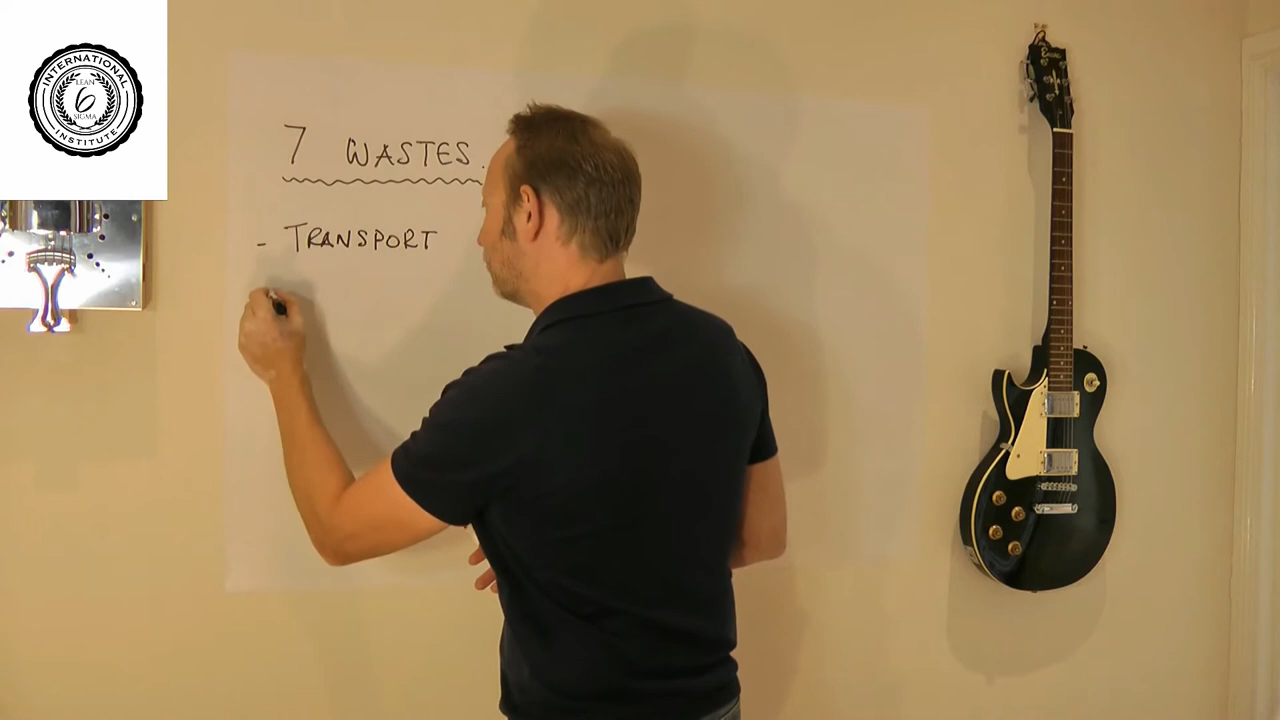 INTERNATIONAL
LEAN
6
SIGMA
INSTITUTE
7 WASTES.
- TRANSPORT